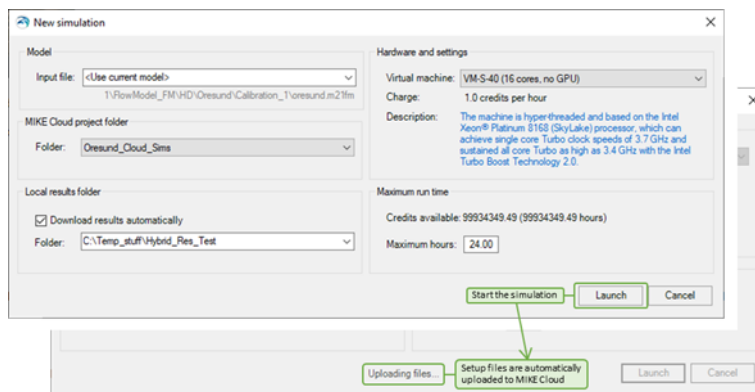 New simulation
Model
Input file: <Use current model>
1\FlowModel_FM\HD\Oresund\Calibration_1\oresund.m21fm
MIKE Cloud project folder
Folder: Oresund_Cloud_Sims
Local results folder
Download results automatically
Folder: C:\Temp_stuff\Hybrid_Res_Test
Hardware and settings
Virtual machine: VM-S-40 (16 cores, no GPU)
Charge: 1.0 credits per hour
Description: The machine is hyper-threaded and based on the Intel
Xeon® Platinum 8168 (SkyLake) processor, which can
achieve single core Turbo clock speeds of 3.7 GHz and
sustained all core Turbo as high as 3.4 GHz with the Intel
Turbo Boost Technology 2.0.
Maximum run time
Credits available: 99934349.49 (99934349.49 hours)
Maximum hours: 24.00
Start the simulation
Launch
Cancel
Uploading files...
Setup files are automatically
uploaded to MIKE Cloud
Launch
Cancel